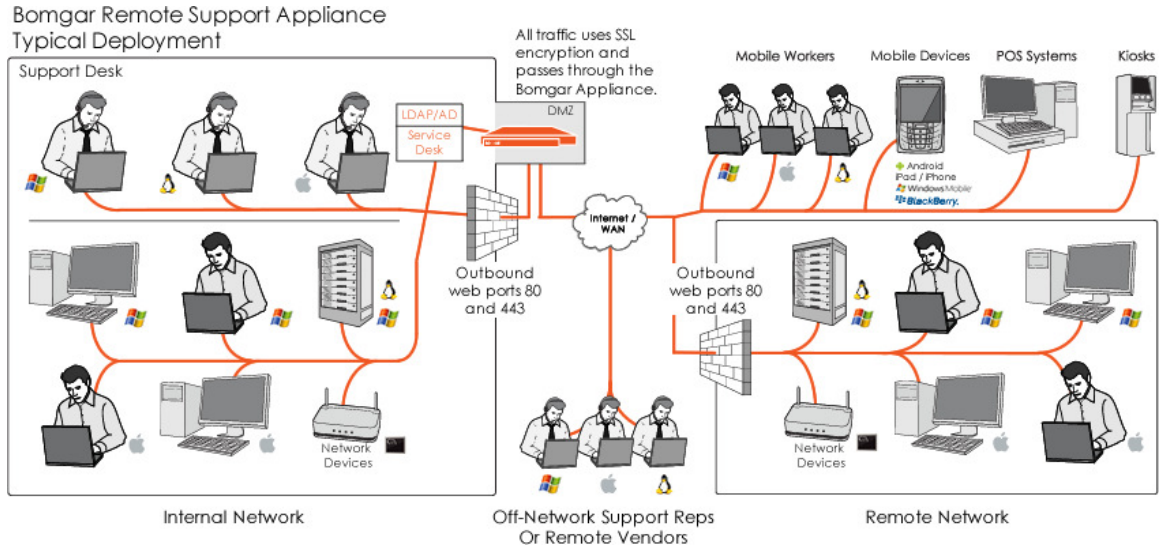 Bomgar Remote Support Appliance
Typical Deployment
Support Desk
LDAP/AD
Service
Desk
All traffic uses SSL
encryption and
passes through the
Bomgar Appliance.
DMZ
Mobile Workers
Mobile Devices
POS Systems
Kiosks
Android
iPad / iPhone
Windows Mobile
BlackBerry.
Internet /
WAN
Outbound
web ports 80
and 443
Outbound
web ports 80
and 443
Network
Devices
Network
Devices
Internal Network
Off-Network Support Reps
Or Remote Vendors
Remote Network